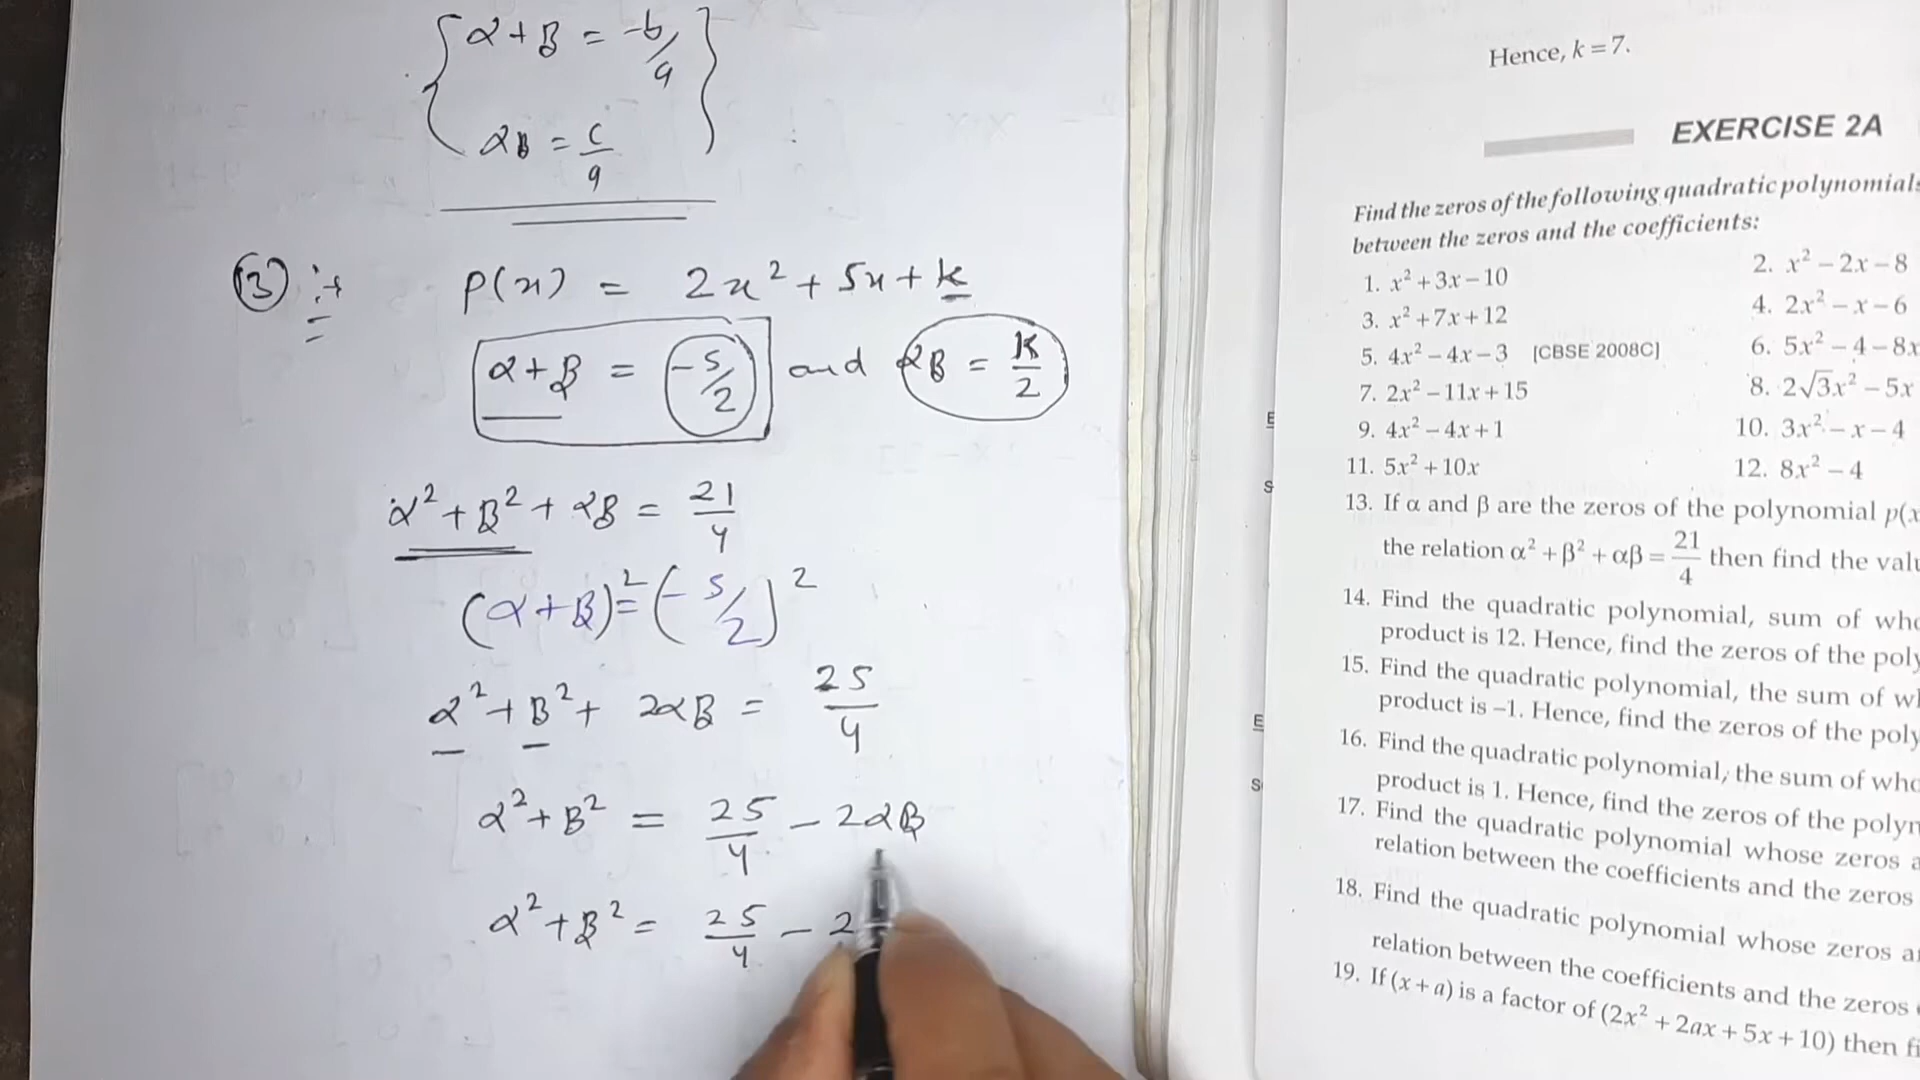 α+β = -b/a
αβ = c/a
(13) :→ p(x) = 2x² + 5x + k
α+β = -5/2 and αβ = k/2
α² + β² + αβ = 21/4
(α+β)² = (-5/2)²
α² + β² + 2αβ = 25/4
α² + β² = 25/4 - 2αβ
α² + β² = 25/4 - 2
Hence, k = 7.
EXERCISE 2A
Find the zeros of the following quadratic polynomials
between the zeros and the coefficients:
1. x² + 3x – 10
2. x² – 2x – 8
3. x² + 7x + 12
4. 2x² – x – 6
5. 4x² – 4x – 3 [CBSE 2008C]
6. 5x² – 4 – 8x
7. 2x² – 11x + 15
8. 2√3x² – 5x
9. 4x² – 4x + 1
10. 3x² – x – 4
11. 5x² + 10x
12. 8x² – 4
13. If α and β are the zeros of the polynomial p(x
the relation α² + β² + αβ = 21/4 then find the valu
14. Find the quadratic polynomial, sum of who
product is 12. Hence, find the zeros of the poly
15. Find the quadratic polynomial, the sum of wh
product is –1. Hence, find the zeros of the poly
16. Find the quadratic polynomial, the sum of who
product is 1. Hence, find the zeros of the polyn
17. Find the quadratic polynomial whose zeros a
relation between the coefficients and the zeros
18. Find the quadratic polynomial whose zeros ar
relation between the coefficients and the zeros
19. If (x + a) is a factor of (2x² + 2ax + 5x + 10) then fi